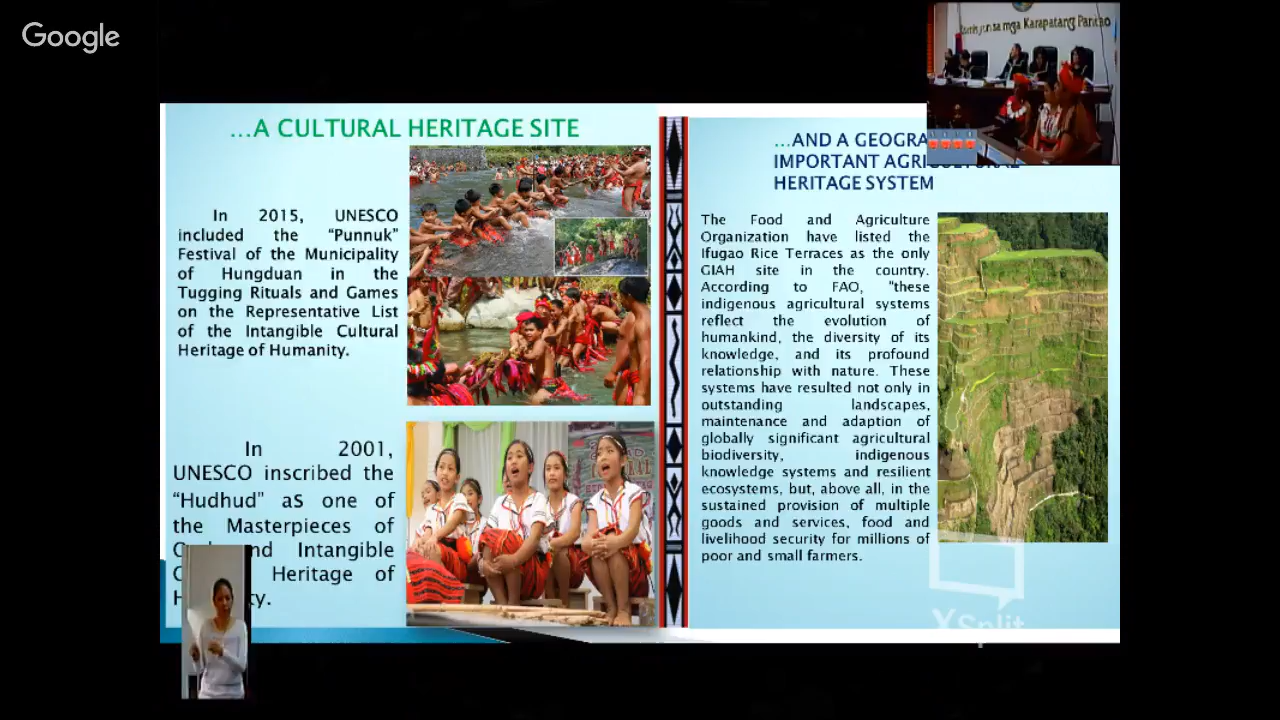 Google
Komisyon sa mga Karapatang Pantao
...A CULTURAL HERITAGE SITE
In 2015, UNESCO
included the “Punnuk”
Festival of the Municipality
of Hungduan in the
Tugging Rituals and Games
on the Representative List
of the Intangible Cultural
Heritage of Humanity.
In 2001,
UNESCO inscribed the
“Hudhud” as one of
the Masterpieces of
and Intangible
Heritage of
...AND A
IMPORTANT
HERITAGE SYSTEM
The Food and Agriculture
Organization have listed the
Ifugao Rice Terraces as the only
GIAH site in the country.
According to FAO, "these
indigenous agricultural systems
reflect the evolution of
humankind, the diversity of its
knowledge, and its profound
relationship with nature. These
systems have resulted not only in
outstanding landscapes,
maintenance and adaption of
globally significant agricultural
biodiversity, indigenous
knowledge systems and resilient
ecosystems, but, above all, in the
sustained provision of multiple
goods and services, food and
livelihood security for millions of
poor and small farmers.
XSplit